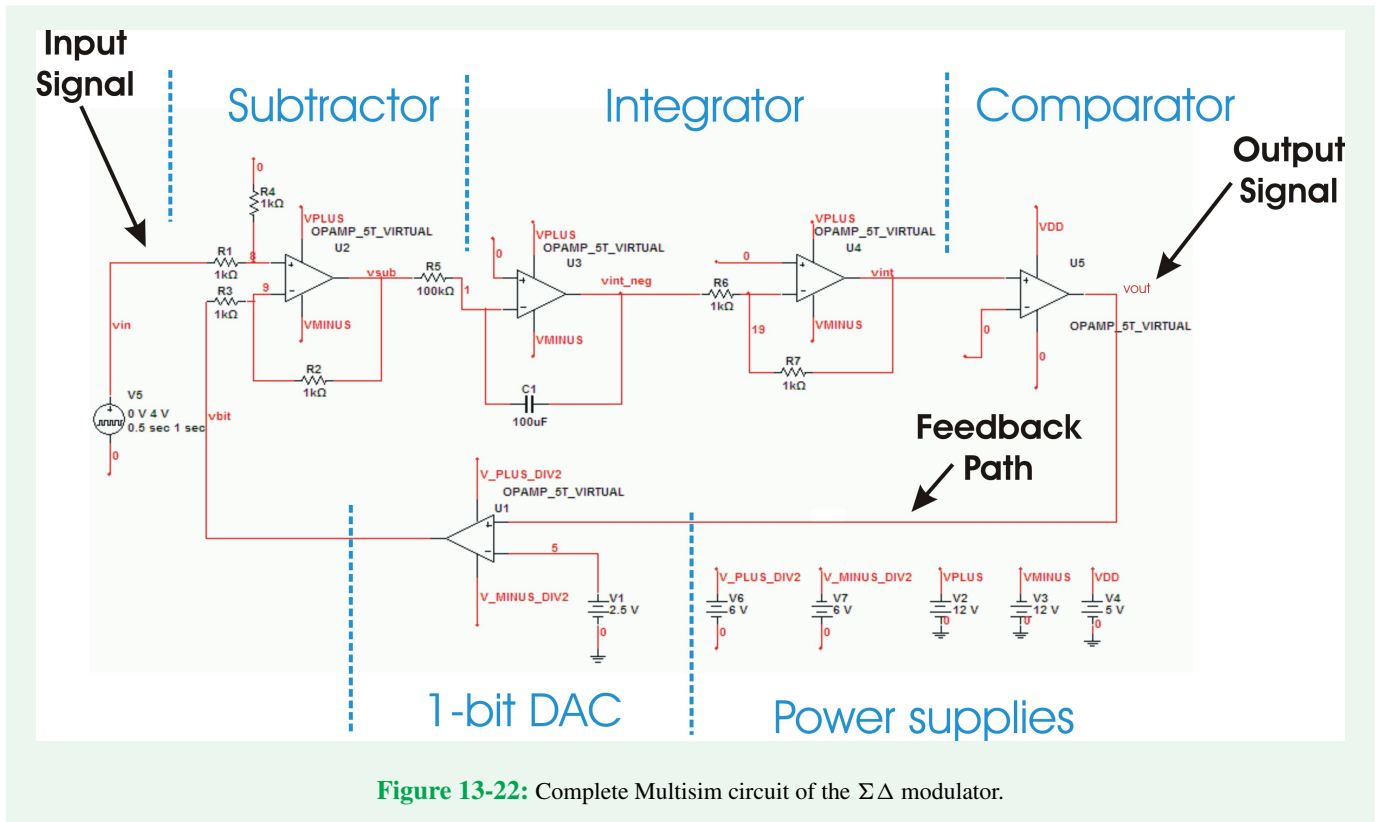 Input
Signal
Subtractor
Integrator
Comparator
Output
Signal
0
R4
1kΩ
VPLUS
OPAMP_5T_VIRTUAL
U2
R1
1kΩ
8
R3
1kΩ
9
VMINUS
R2
1kΩ
vsub
R5
100kΩ
1
0
VPLUS
OPAMP_5T_VIRTUAL
U3
VMINUS
C1
100uF
vint_neg
0
R6
1kΩ
19
VPLUS
OPAMP_5T_VIRTUAL
U4
VMINUS
R7
1kΩ
vint
VDD
U5
vout
OPAMP_5T_VIRTUAL
0
0
vin
V5
0 V 4 V
0.5 sec 1 sec
0
vbit
Feedback
Path
V_PLUS_DIV2
OPAMP_5T_VIRTUAL
U1
5
V_MINUS_DIV2
V1
2.5 V
0
V_PLUS_DIV2
V6
6 V
0
V_MINUS_DIV2
V7
6 V
0
VPLUS
V2
12 V
0
VMINUS
V3
12 V
0
VDD
V4
5 V
0
1-bit DAC
Power supplies
Figure 13-22: Complete Multisim circuit of the ΣΔ modulator.